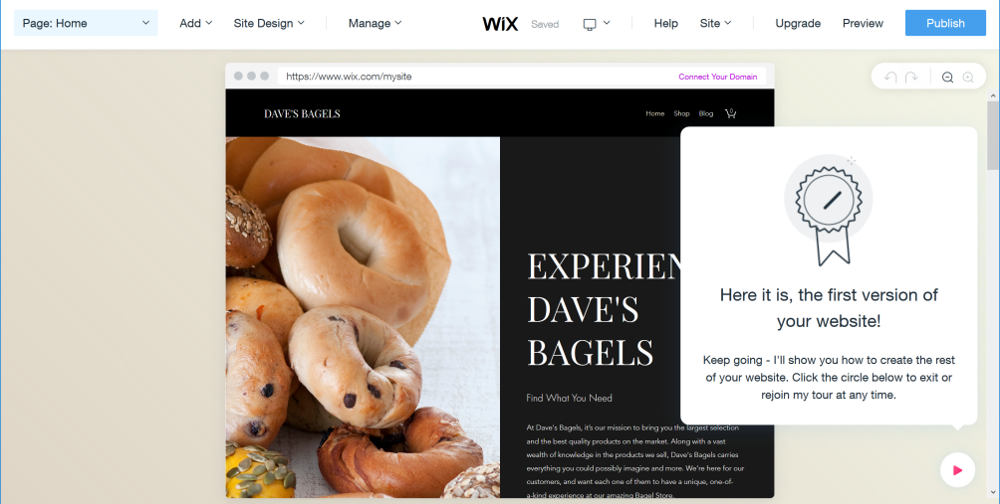 Page: Home
Add
Site Design
Manage
WiX
Saved
Help
Site
Upgrade
Preview
Publish
https://www.wix.com/mysite
Connect Your Domain
DAVE'S BAGELS
Home
Shop
Blog
0
EXPERIEN
DAVE'S
BAGELS
Find What You Need
At Dave's Bagels, it's our mission to bring you the largest selection
and the best quality products on the market. Along with a vast
wealth of knowledge in the products we sell, Dave's Bagels carries
everything you could possibly imagine and more. We're here for our
customers, and want each one of them to have a unique, one-of-
a-kind experience at our amazing Bagel Store.
Here it is, the first version of
your website!
Keep going - I'll show you how to create the rest
of your website. Click the circle below to exit or
rejoin my tour at any time.